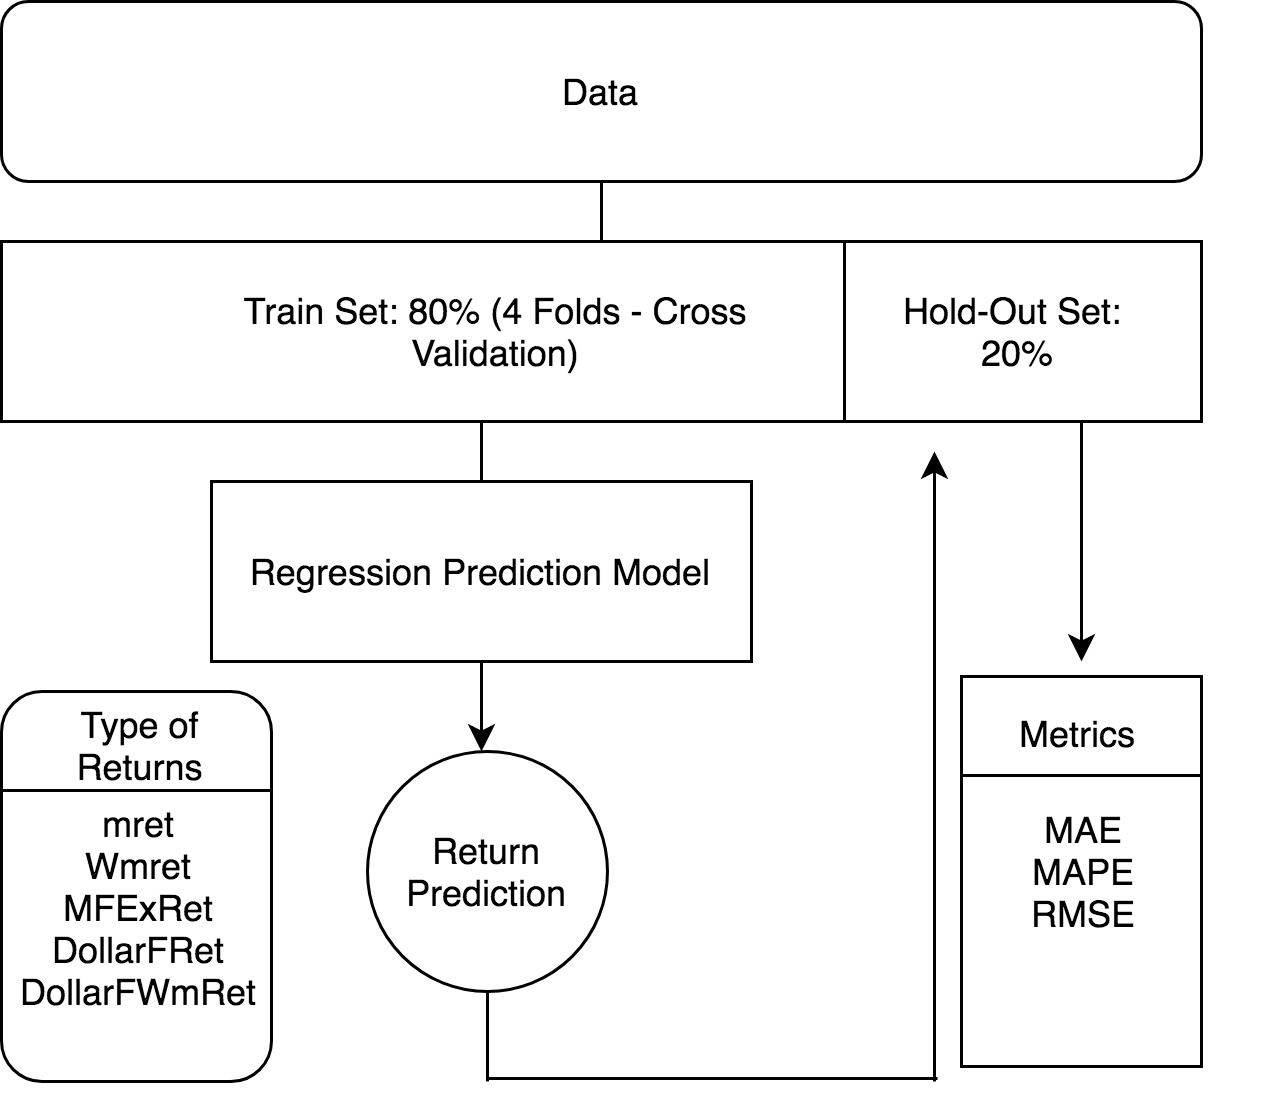 Data
Train Set: 80% (4 Folds - Cross
Validation)
Hold-Out Set:
20%
Regression Prediction Model
Type of
Returns
mret
Wmret
MFExRet
DollarFRet
DollarFWmRet
Return
Prediction
Metrics
MAE
MAPE
RMSE